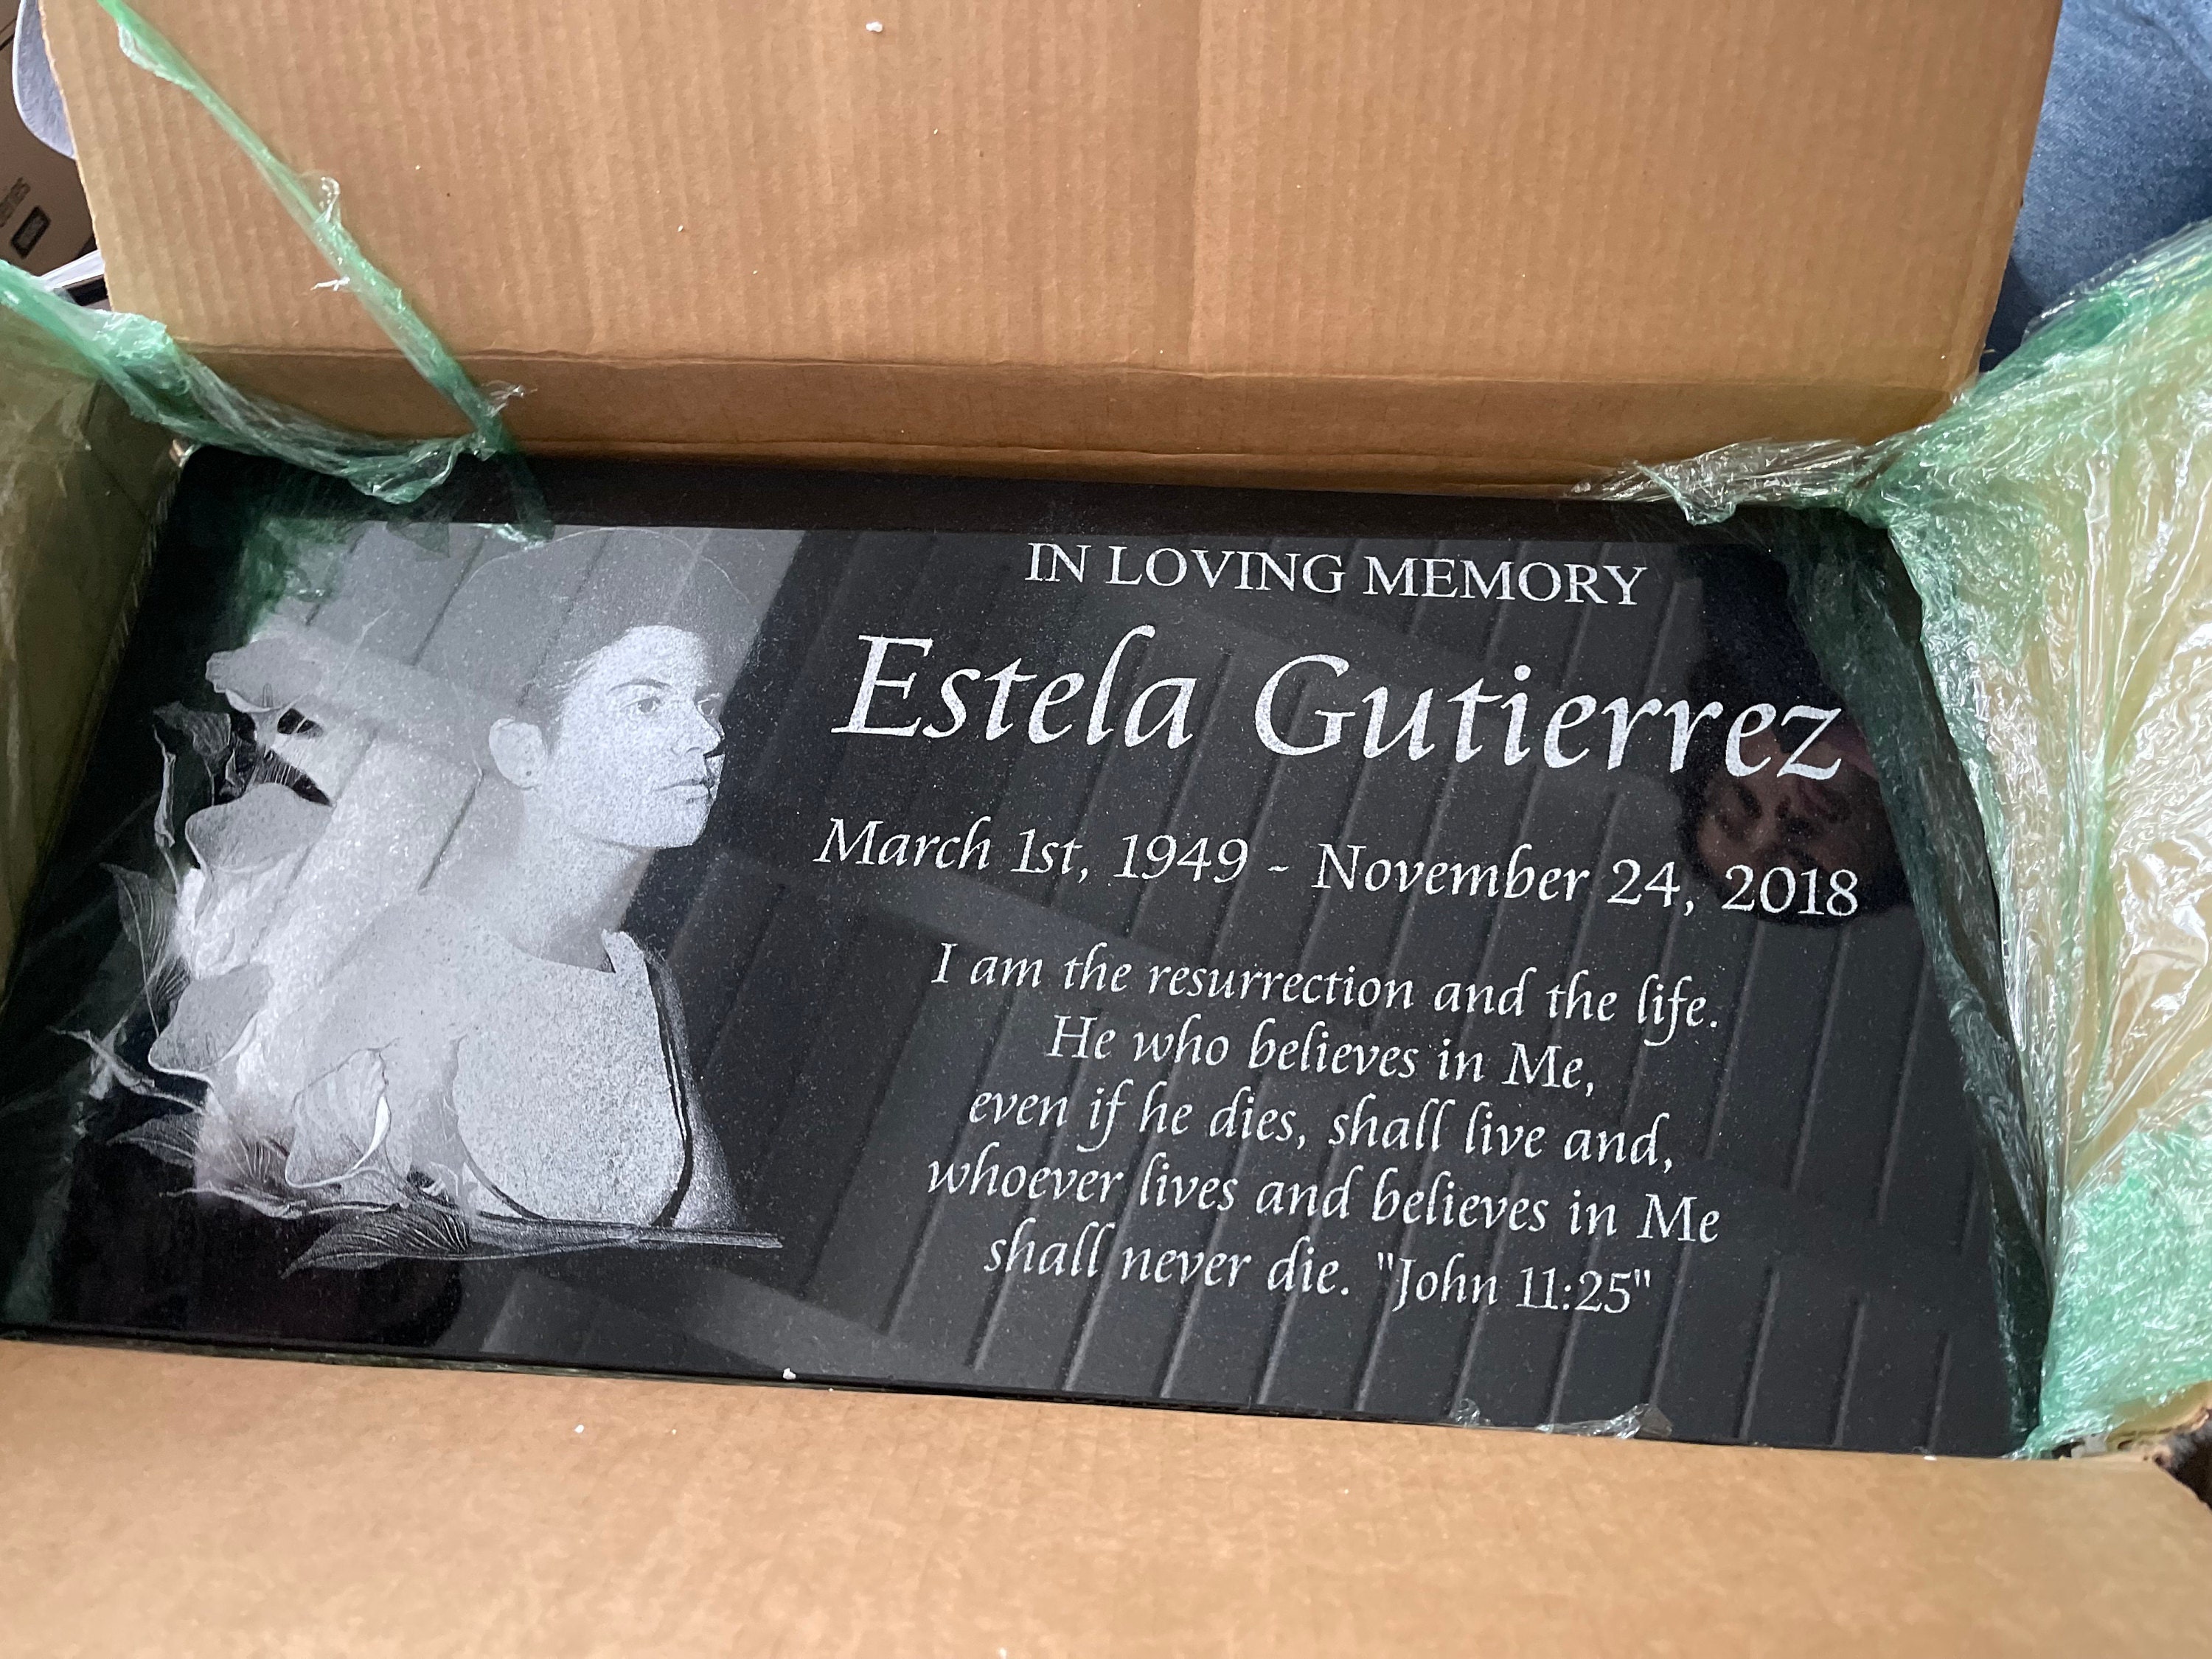 IN LOVING MEMORY
Estela Gutierrez
March 1st, 1949 - November 24, 2018
I am the resurrection and the life.
He who believes in Me,
even if he dies, shall live and,
whoever lives and believes in Me
shall never die. "John 11:25"